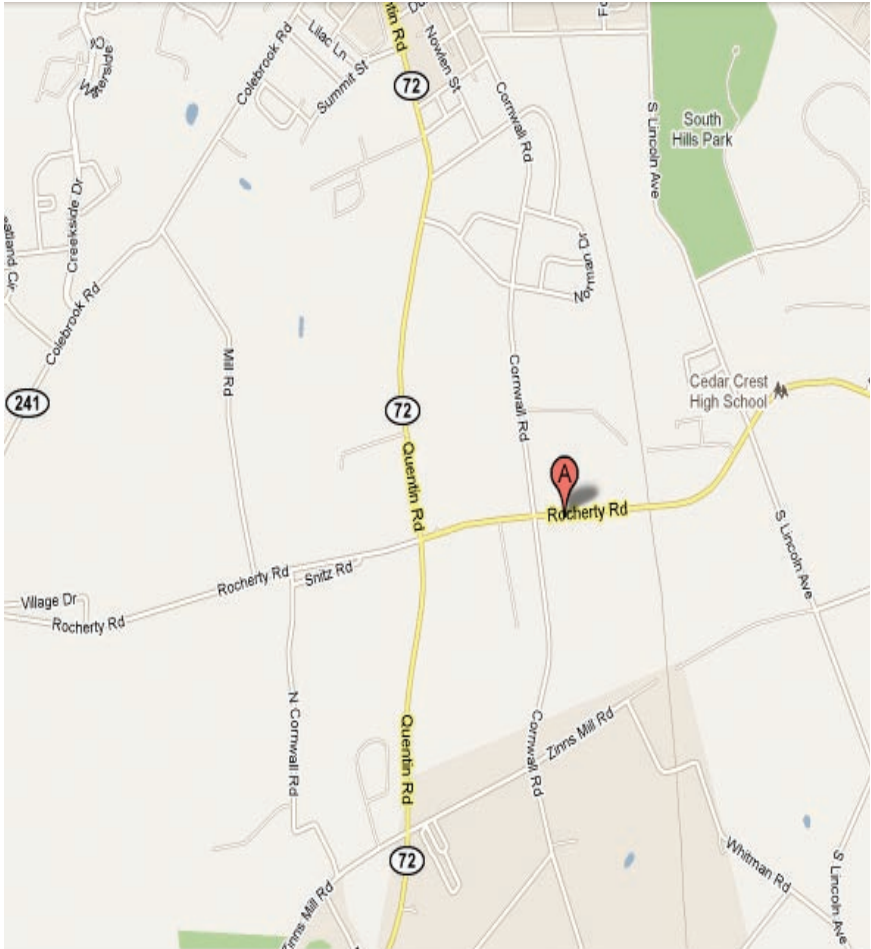 Colebrook Rd
Lilac Ln
Summit St
Nowlen St
72
Cornwall Rd
S Lincoln Ave
South
Hills Park
Creekside Dr
Colebrook Rd
Mill Rd
241
72
Cornwall Rd
Cedar Crest
High School
Quentin Rd
A
Rocherty Rd
S Lincoln Ave
Rocherty Rd
Snitz Rd
Village Dr
Rocherty Rd
N Cornwall Rd
Quentin Rd
Cornwall Rd
Zinns Mill Rd
72
Whitman Rd
S Lincoln Ave
Norman Dr